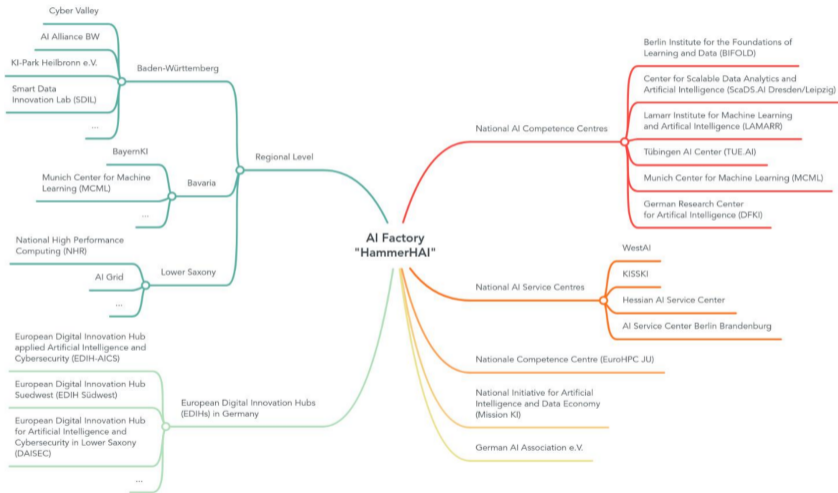 Cyber Valley
AI Alliance BW
KI-Park Heilbronn e.V.
Smart Data
Innovation Lab (SDIL)
...
Baden-Württemberg
BayernKI
Munich Center for Machine
Learning (MCML)
...
Bavaria
National High Performance
Computing (NHR)
AI Grid
...
Lower Saxony
Regional Level
European Digital Innovation Hub
applied Artificial Intelligence and
Cybersecurity (EDIH-AICS)
European Digital Innovation Hub
Suedwest (EDIH Südwest)
European Digital Innovation Hub
for Artificial Intelligence and
Cybersecurity in Lower Saxony
(DAISEC)
...
European Digital Innovation Hubs
(EDIHs) in Germany
AI Factory
"HammerHAI"
National AI Competence Centres
Berlin Institute for the Foundations of
Learning and Data (BIFOLD)
Center for Scalable Data Analytics and
Artificial Intelligence (ScaDS.AI Dresden/Leipzig)
Lamarr Institute for Machine Learning
and Artifical Intelligence (LAMARR)
Tübingen AI Center (TUE.AI)
Munich Center for Machine Learning (MCML)
German Research Center
for Artifical Intelligence (DFKI)
National AI Service Centres
WestAI
KISSKI
Hessian AI Service Center
AI Service Center Berlin Brandenburg
Nationale Competence Centre (EuroHPC JU)
National Initiative for Artificial
Intelligence and Data Economy
(Mission KI)
German AI Association e.V.